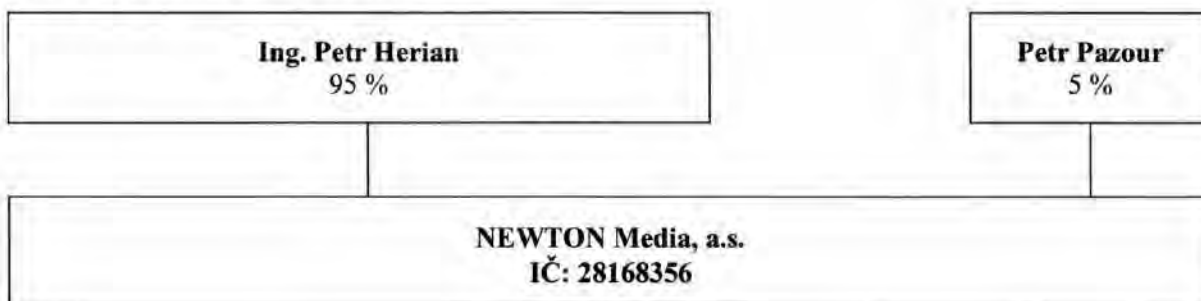 Ing. Petr Herian
95 %
Petr Pazour
5 %
NEWTON Media, a.s.
IČ: 28168356